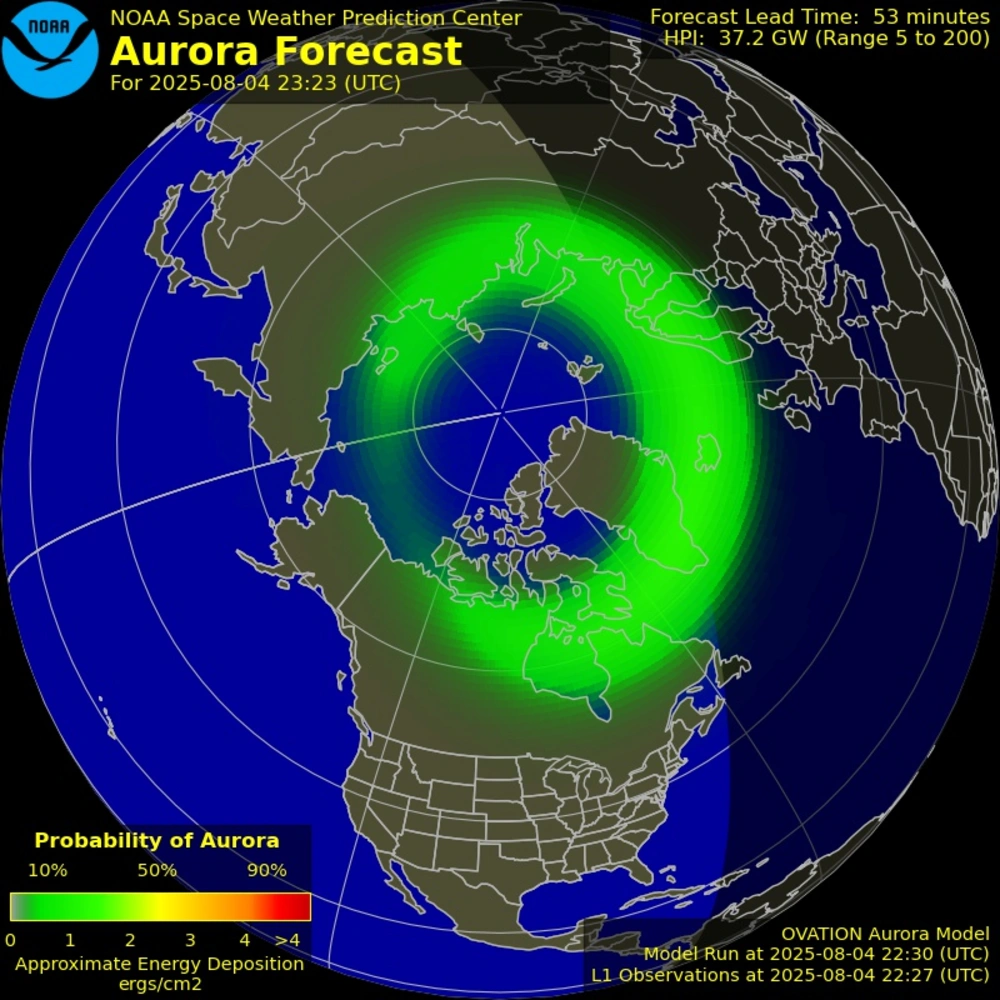 NOAA
NOAA Space Weather Prediction Center
Aurora Forecast
For 2025-08-04 23:23 (UTC)
Forecast Lead Time: 53 minutes
HPI: 37.2 GW (Range 5 to 200)
Probability of Aurora
10% 50% 90%
0 1 2 3 4 >4
Approximate Energy Deposition
ergs/cm2
OVATION Aurora Model
Model Run at 2025-08-04 22:30 (UTC)
L1 Observations at 2025-08-04 22:27 (UTC)